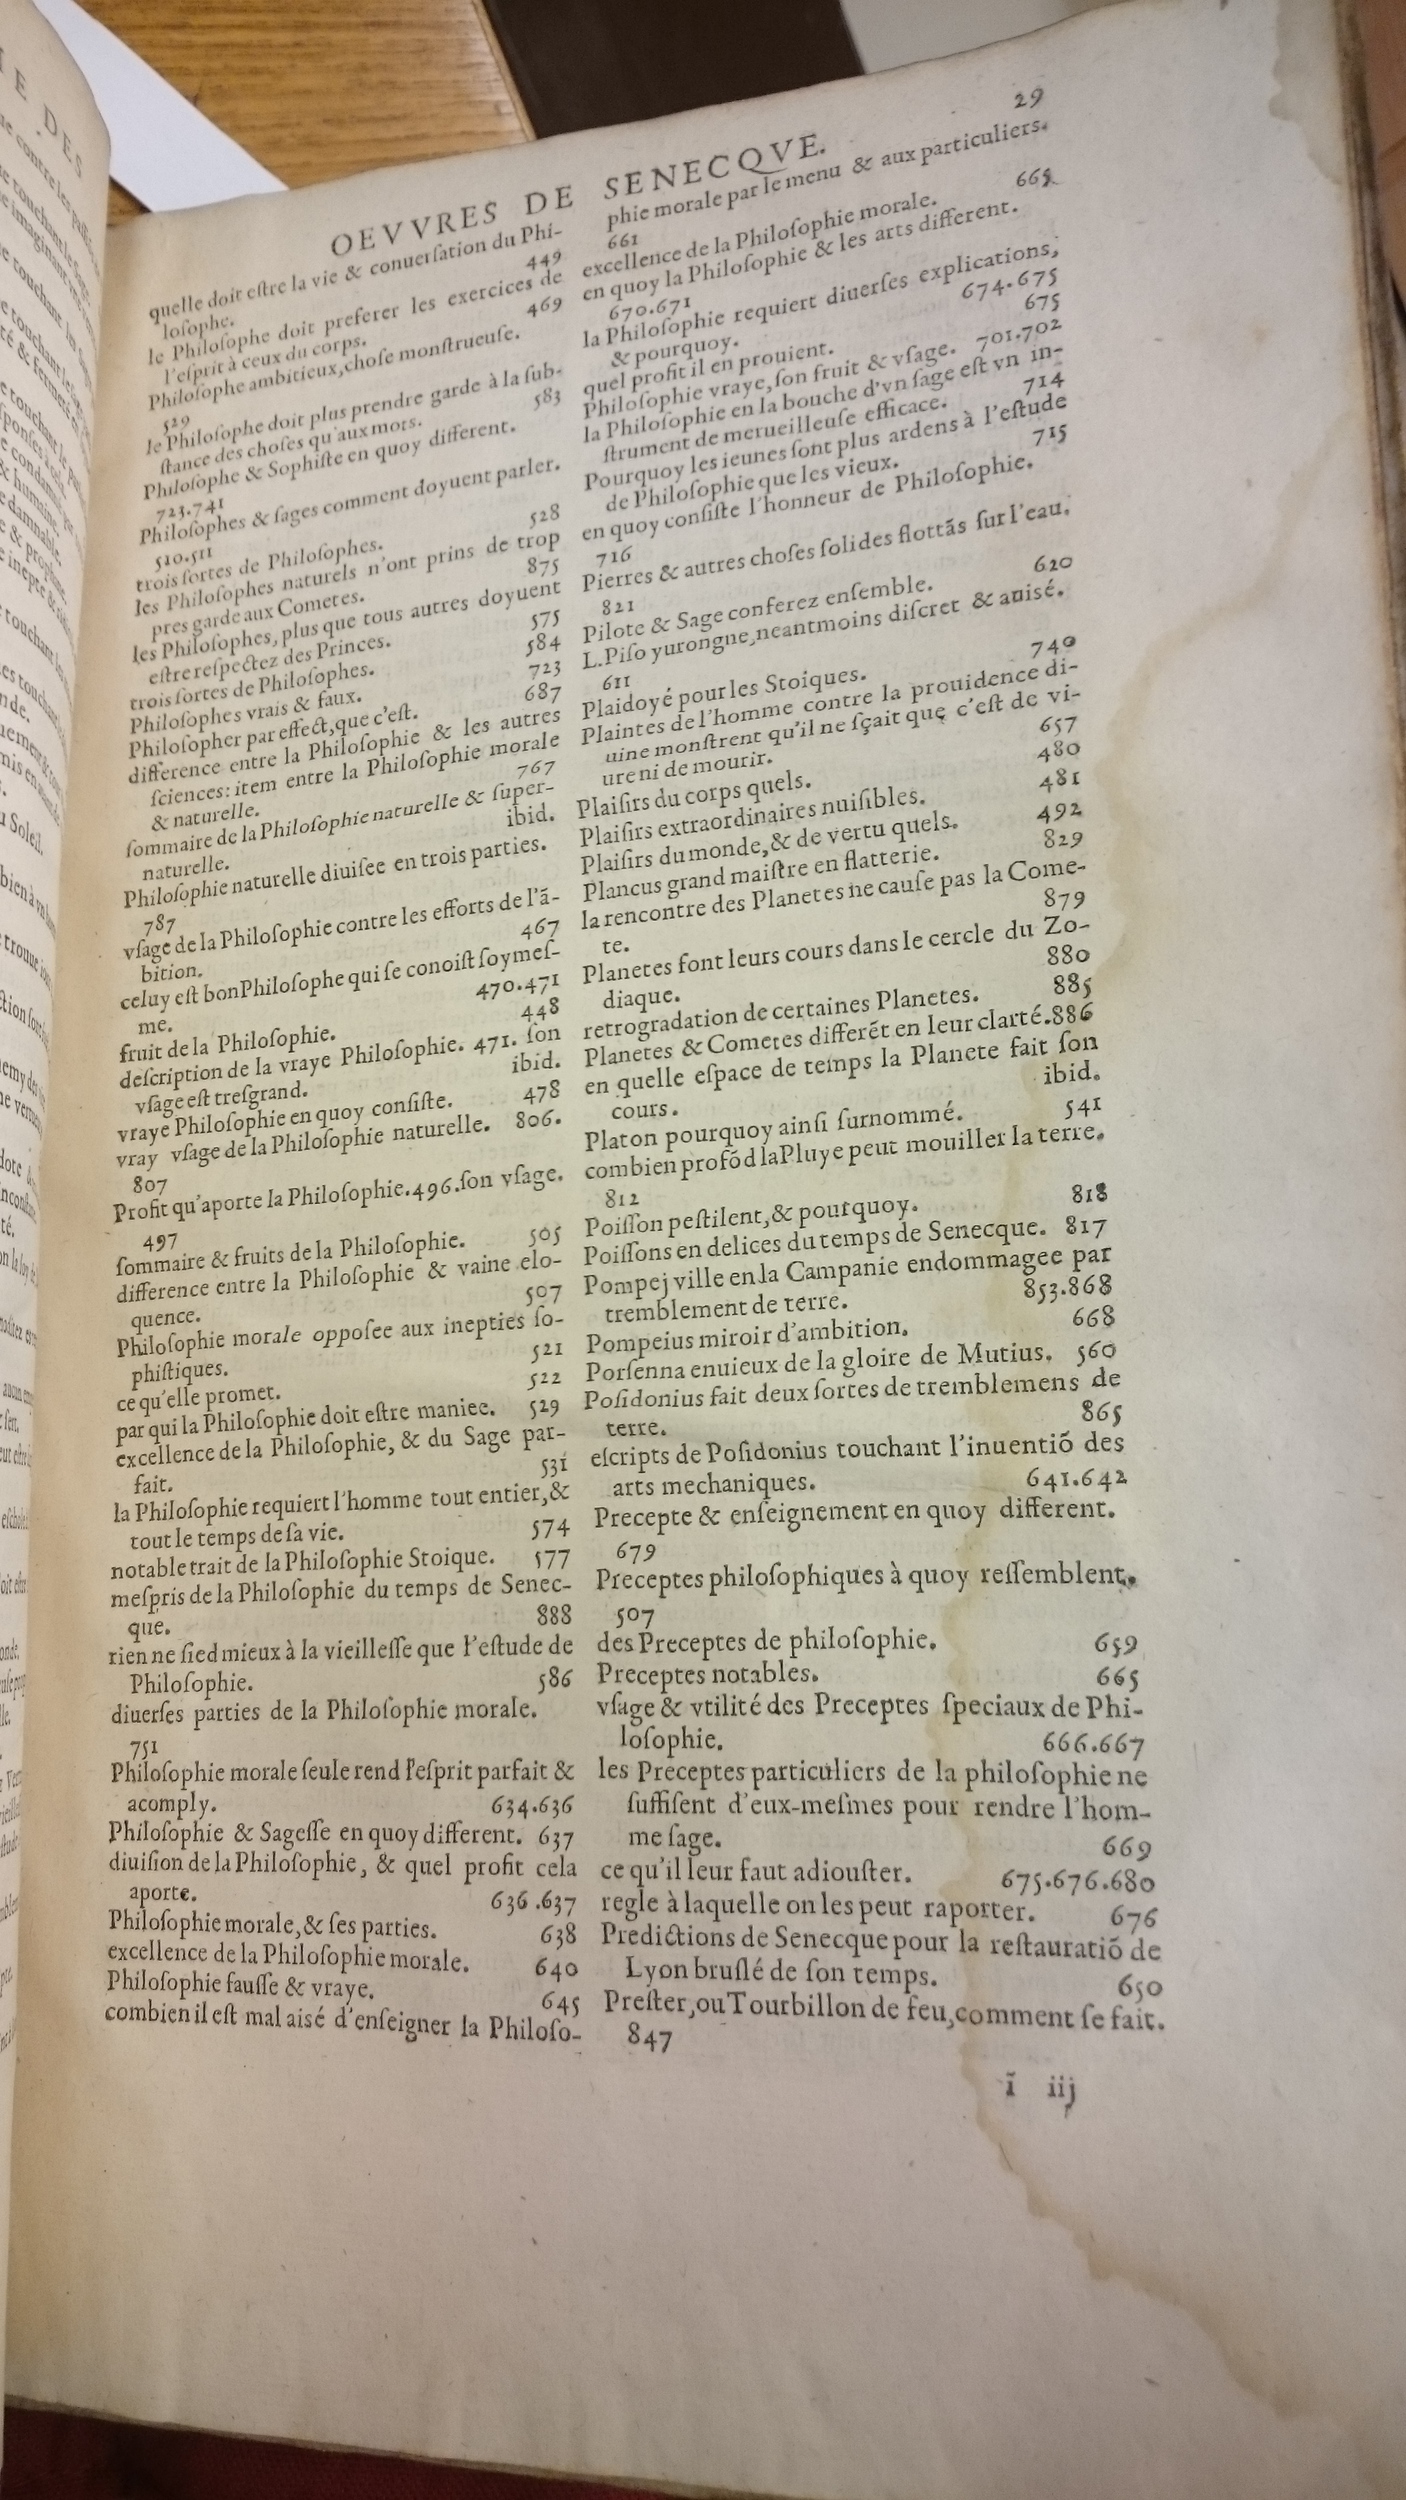 29
OEVVRES DE SENECQVE.
quelle doit eſtre la vie & conuerſation du Phi-
loſophe. 449
le Philoſophe doit preferer les exercices de
l'eſprit à ceux du corps. 469
Philoſophe ambitieux, choſe monſtrueuſe.
529
le Philoſophe doit plus prendre garde à la ſub-
ſtance des choſes qu'aux mots. 583
Philoſophe & Sophiſte en quoy different.
723.741
Philoſophes & ſages comment doyuent parler.
510.511
trois ſortes de Philoſophes. 528
les Philoſophes naturels n'ont prins de trop
pres garde aux Cometes. 875
les Philoſophes, plus que tous autres doyuent
eſtre reſpectez des Princes. 575
trois ſortes de Philoſophes. 584
Philoſophes vrais & faux. 723
Philoſopher par effect, que c'eſt. 687
difference entre la Philoſophie & les autres
ſciences: item entre la Philoſophie morale
& naturelle. 767
ſommaire de la Philoſophie naturelle & ſuper-
naturelle. ibid.
Philoſophie naturelle diuiſee en trois parties.
787
vſage de la Philoſophie contre les efforts de l'ã-
bition. 467
celuy eſt bon Philoſophe qui ſe conoiſt ſoymeſ-
me. 470.471
fruit de la Philoſophie. 448
deſcription de la vraye Philoſophie. 471. ſon
vſage eſt treſgrand. ibid.
vraye Philoſophie en quoy conſiſte. 478
vray vſage de la Philoſophie naturelle. 806.
807
Profit qu'aporte la Philoſophie. 496. ſon vſage.
497
ſommaire & fruits de la Philoſophie. 505
difference entre la Philoſophie & vaine elo-
quence. 507
Philoſophie morale oppoſee aux inepties ſo-
phiſtiques. 521
ce qu'elle promet. 522
par qui la Philoſophie doit eſtre maniee. 529
excellence de la Philoſophie, & du Sage par-
fait. 531
la Philoſophie requiert l'homme tout entier, &
tout le temps de ſa vie. 574
notable trait de la Philoſophie Stoique. 577
meſpris de la Philoſophie du temps de Senec-
que. 888
rien ne ſied mieux à la vieilleſſe que l'eſtude de
Philoſophie. 586
diuerſes parties de la Philoſophie morale.
751
Philoſophie morale ſeule rend l'eſprit parfait &
acomply. 634.636
Philoſophie & Sageſſe en quoy different. 637
diuiſion de la Philoſophie, & quel profit cela
aporte. 636.637
Philoſophie morale, & ſes parties. 638
excellence de la Philoſophie morale. 640
Philoſophie fauſſe & vraye. 645
combien il eſt mal aisé d'enſeigner la Philoſo-
phie morale par le menu & aux particuliers.
661
excellence de la Philoſophie morale. 665
en quoy la Philoſophie & les arts different.
670.671
la Philoſophie requiert diuerſes explications,
& pourquoy. 674.675
quel profit il en prouient. 675
Philoſophie vraye, ſon fruit & vſage. 701.702
la Philoſophie en la bouche d'vn ſage eſt vn in-
ſtrument de merueilleuſe efficace. 714
Pourquoy les ieunes ſont plus ardens à l'eſtude
de Philoſophie que les vieux. 715
en quoy conſiſte l'honneur de Philoſophie.
716
Pierres & autres choſes ſolides flottãs ſur l'eau.
821
Pilote & Sage conferez enſemble. 620
L. Piſo yurongne, neantmoins diſcret & auisé.
611
Plaidoyé pour les Stoiques. 740
Plaintes de l'homme contre la prouidence di-
uine monſtrent qu'il ne ſçait que c'eſt de vi-
ure ni de mourir. 657
Plaiſirs du corps quels. 480
Plaiſirs extraordinaires nuiſibles. 481
Plaiſirs du monde, & de vertu quels. 492
Plancus grand maiſtre en flatterie. 829
la rencontre des Planetes ne cauſe pas la Come-
te. 879
Planetes font leurs cours dans le cercle du Zo-
diaque. 880
retrogradation de certaines Planetes. 885
Planetes & Cometes differẽt en leur clarté. 886
en quelle eſpace de temps la Planete fait ſon
cours. ibid.
Platon pourquoy ainſi ſurnommé. 541
combien profõd la Pluye peut mouiller la terre.
812
Poiſſon peſtilent, & pourquoy. 818
Poiſſons en delices du temps de Senecque. 817
Pompej ville en la Campanie endommagee par
tremblement de terre. 853.868
Pompeius miroir d'ambition. 668
Porſenna enuieux de la gloire de Mutius. 560
Poſidonius fait deux ſortes de tremblemens de
terre. 865
eſcripts de Poſidonius touchant l'inuentiõ des
arts mechaniques. 641.642
Precepte & enſeignement en quoy different.
679
Preceptes philoſophiques à quoy reſſemblent.
507
des Preceptes de philoſophie. 659
Preceptes notables. 665
vſage & vtilité des Preceptes ſpeciaux de Phi-
loſophie. 666.667
les Preceptes particuliers de la philoſophie ne
ſuffiſent d'eux-meſmes pour rendre l'hom-
me ſage. 669
ce qu'il leur faut adiouſter. 675.676.680
regle à laquelle on les peut raporter. 676
Predictions de Senecque pour la reſtauratiõ de
Lyon bruſlé de ſon temps. 650
Preſter, ou Tourbillon de feu, comment ſe fait.
847
ĩ iij